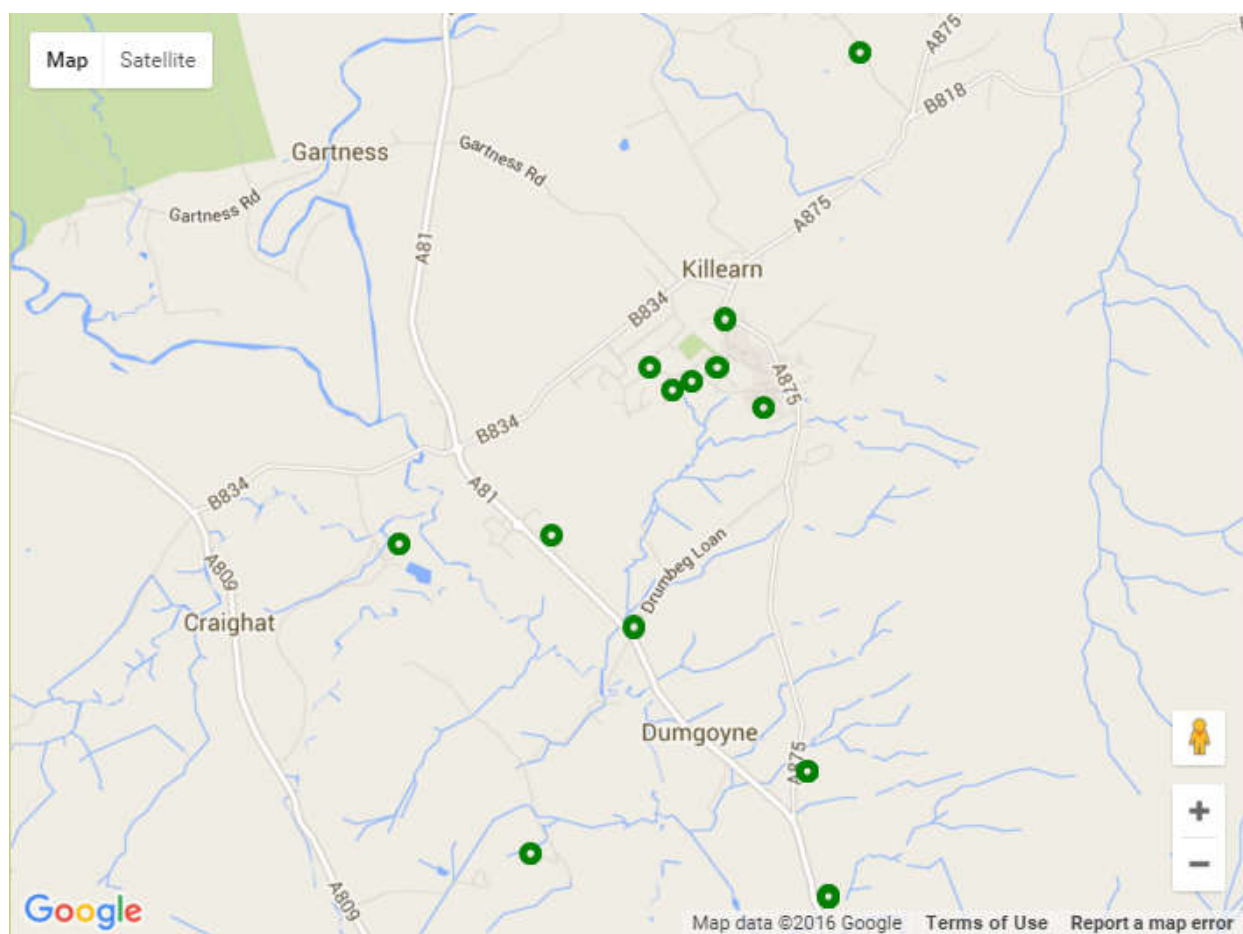 Map Satellite
A875
B818
Gartness
Gartness Rd
Gartness Rd
A875
A81
Killearn
B834
A875
B834
A81
B834
Drumbeg Loan
A809
Craighat
Dumgoyne
A875
A809
Google
Map data ©2016 Google Terms of Use Report a map error